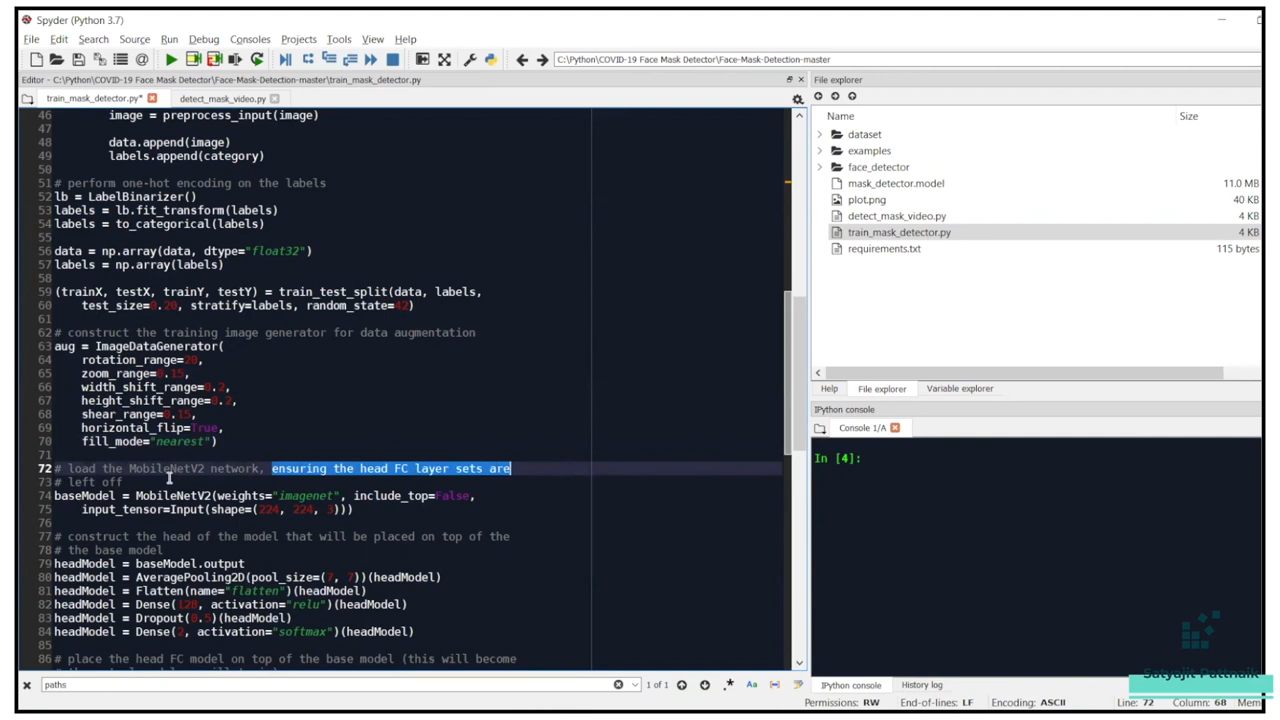 Spyder (Python 3.7)
File Edit Search Source Run Debug Consoles Projects Tools View Help
C:\Python\COVID-19 Face Mask Detector\Face-Mask-Detection-master
Editor - C:\Python\COVID-19 Face Mask Detector\Face-Mask-Detection-master\train_mask_detector.py
train_mask_detector.py*
detect_mask_video.py
46 image = preprocess_input(image)
47
48 data.append(image)
49 labels.append(category)
50
51 # perform one-hot encoding on the labels
52 lb = LabelBinarizer()
53 labels = lb.fit_transform(labels)
54 labels = to_categorical(labels)
55
56 data = np.array(data, dtype="float32")
57 labels = np.array(labels)
58
59 (trainX, testX, trainY, testY) = train_test_split(data, labels,
60 test_size=0.20, stratify=labels, random_state=42)
61
62 # construct the training image generator for data augmentation
63 aug = ImageDataGenerator(
64 rotation_range=20,
65 zoom_range=0.15,
66 width_shift_range=0.2,
67 height_shift_range=0.2,
68 shear_range=0.15,
69 horizontal_flip=True,
70 fill_mode="nearest")
71
72 # load the MobileNetV2 network, ensuring the head FC layer sets are
73 # left off
74 baseModel = MobileNetV2(weights="imagenet", include_top=False,
75 input_tensor=Input(shape=(224, 224, 3)))
76
77 # construct the head of the model that will be placed on top of the
78 # the base model
79 headModel = baseModel.output
80 headModel = AveragePooling2D(pool_size=(7, 7))(headModel)
81 headModel = Flatten(name="flatten")(headModel)
82 headModel = Dense(128, activation="relu")(headModel)
83 headModel = Dropout(0.5)(headModel)
84 headModel = Dense(2, activation="softmax")(headModel)
85
86 # place the head FC model on top of the base model (this will become
paths
1 of 1
Aa
File explorer
Name Size
dataset
examples
face_detector
mask_detector.model 11.0 MB
plot.png 40 KB
detect_mask_video.py 4 KB
train_mask_detector.py 4 KB
requirements.txt 115 bytes
Help File explorer Variable explorer
IPython console
Console 1/A
In [4]:
Satyajit Pattnaik
IPython console History log
Permissions: RW End-of-lines: LF Encoding: ASCII Line: 72 Column: 68 Mem